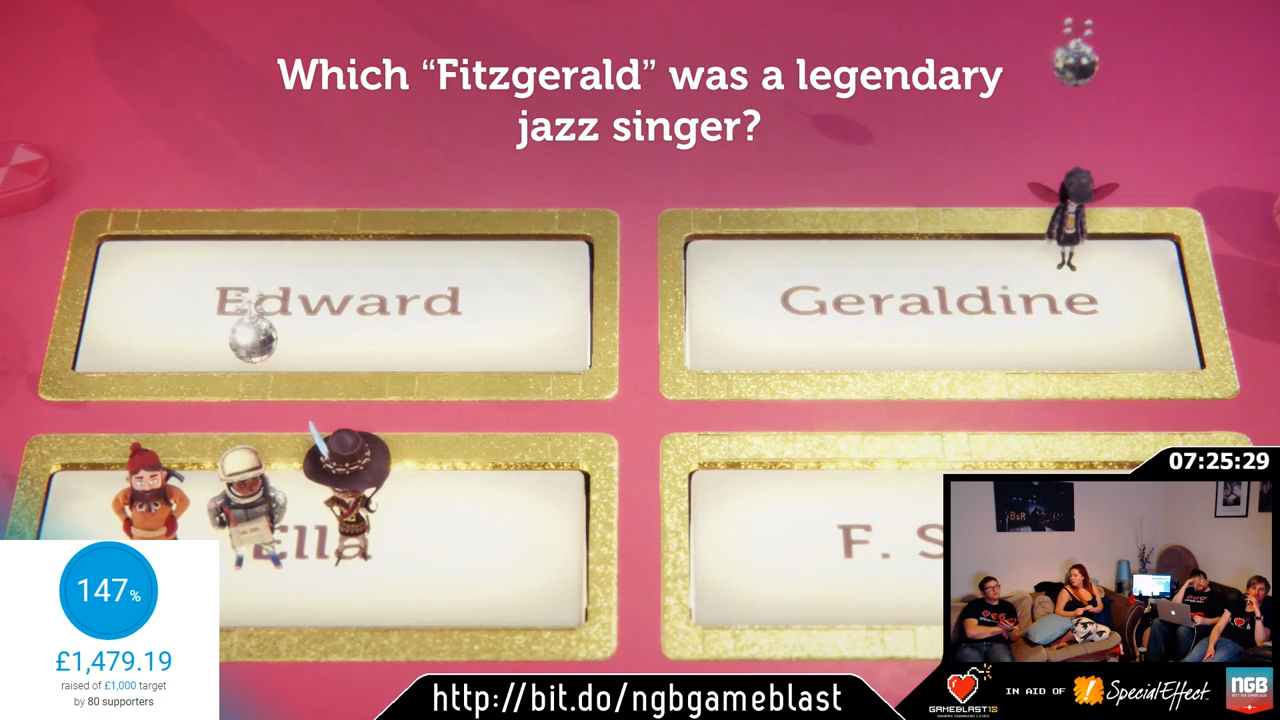 Which “Fitzgerald” was a legendary
jazz singer?
Edward
Geraldine
Ella
F. S
07:25:29
B&R
147%
£1,479.19
raised of £1,000 target
by 80 supporters
http://bit.do/ngbgameblast
GAMEBLAST18
IN AID OF
SpecialEffect
NGB